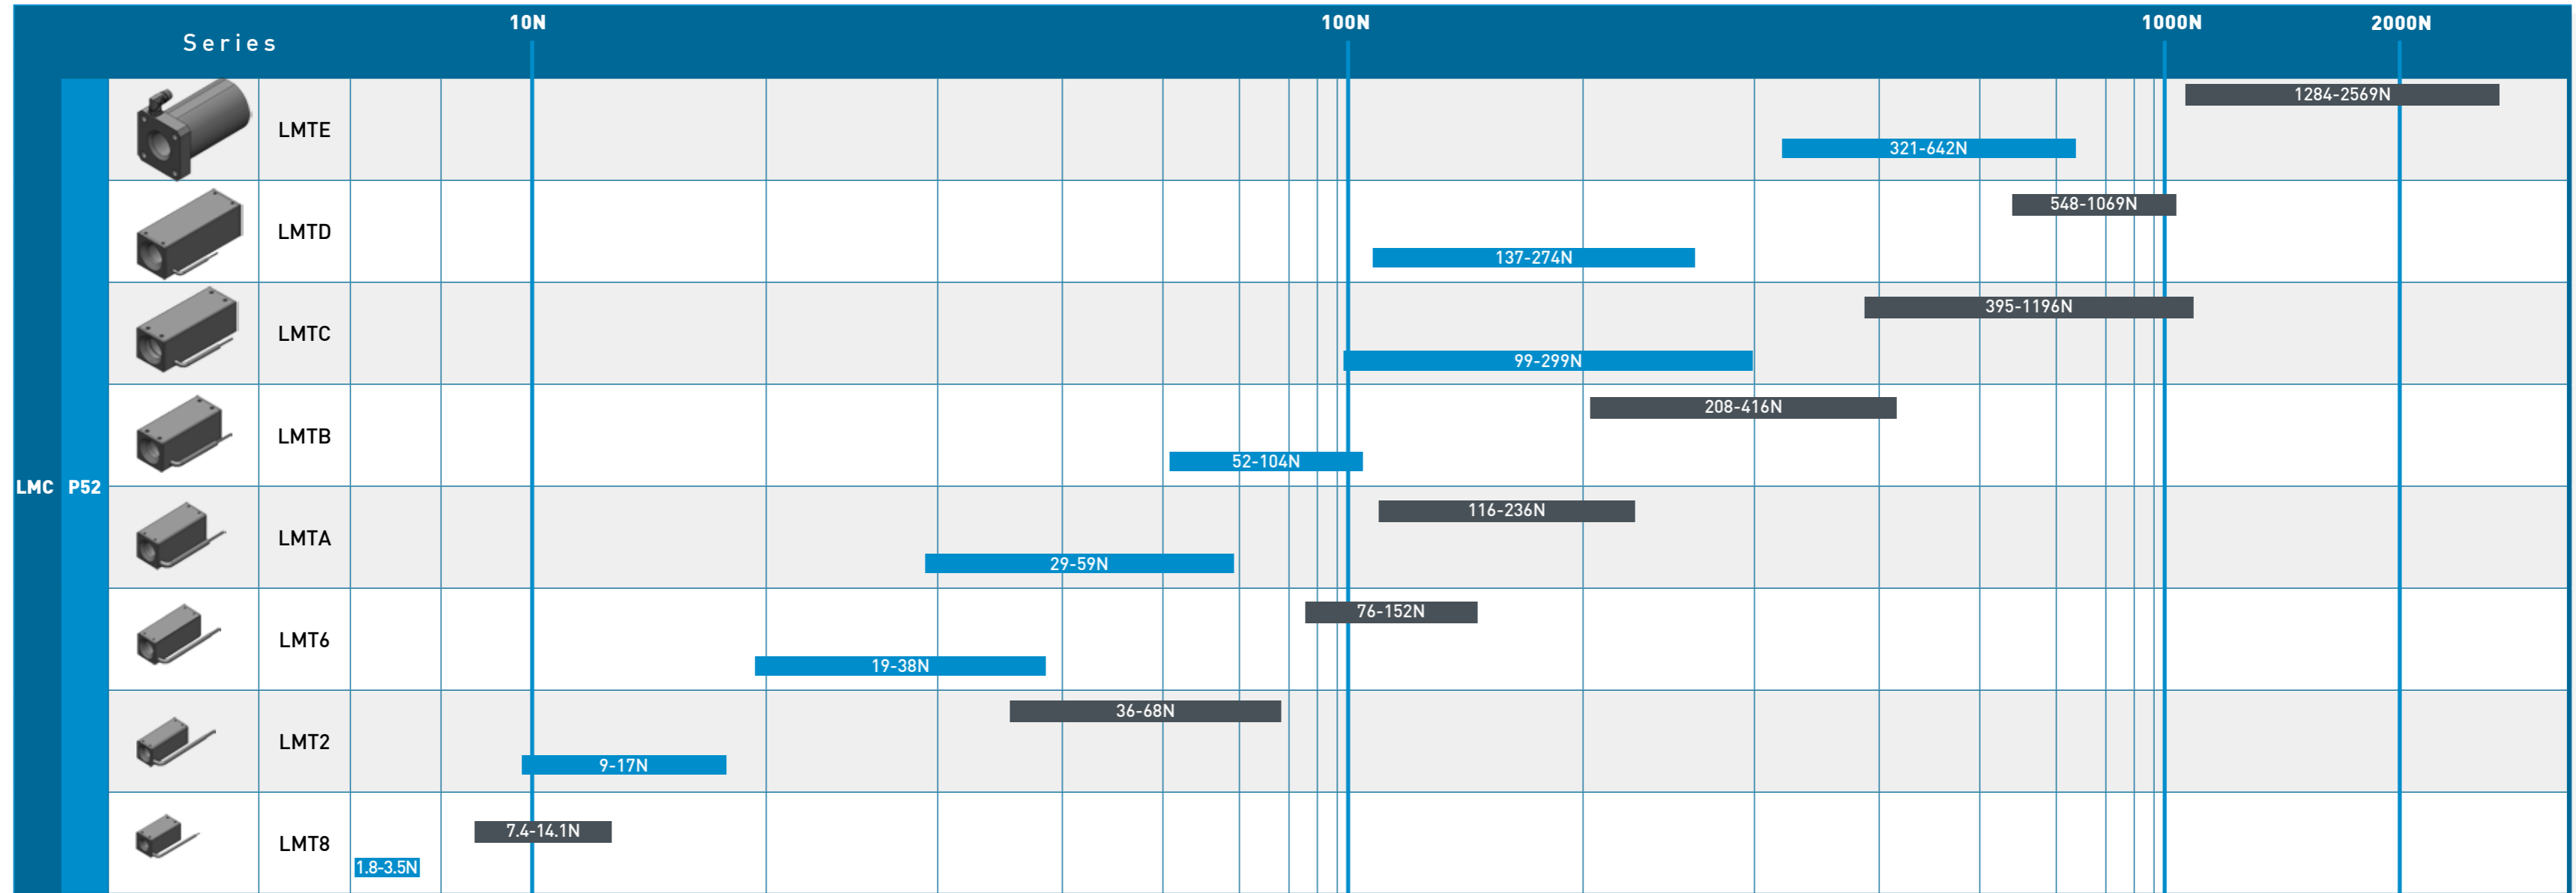 10N 100N 1000N 2000N
Series
LMC P52
1284-2569N
LMTE
321-642N
548-1069N
LMTD
137-274N
395-1196N
LMTC
99-299N
208-416N
LMTB
52-104N
116-236N
LMTA
29-59N
76-152N
LMT6
19-38N
36-68N
LMT2
9-17N
7.4-14.1N
LMT8
1.8-3.5N